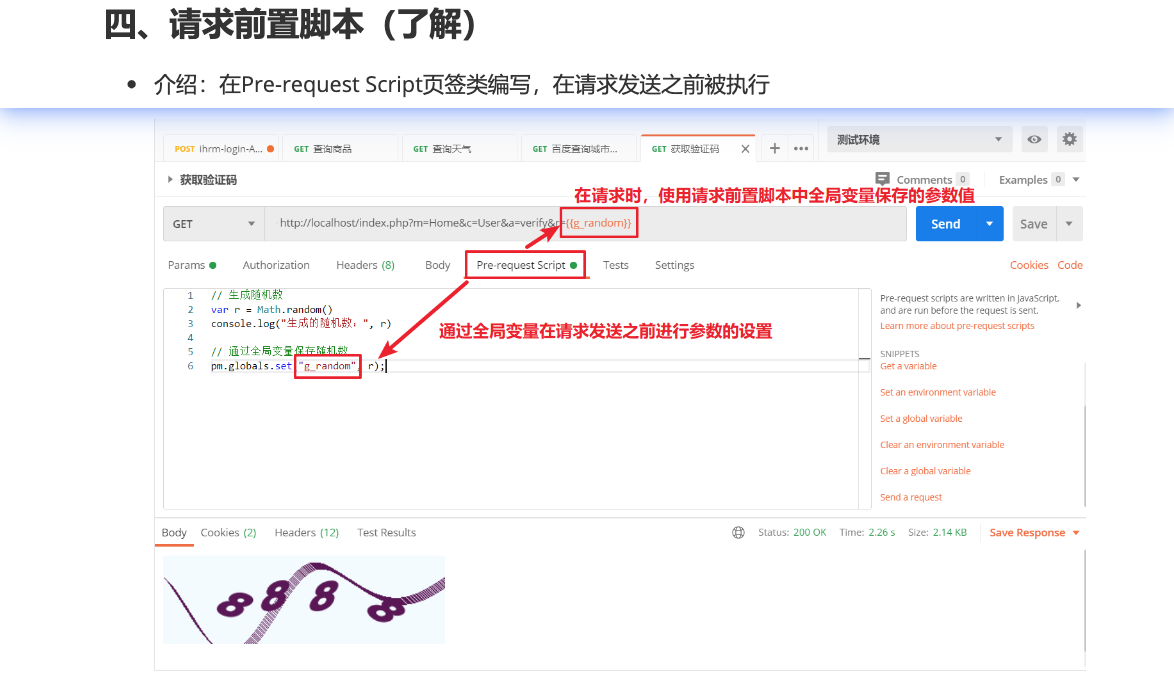 四、请求前置脚本（了解）
• 介绍：在Pre-request Script页签类编写，在请求发送之前被执行
POST ihrm-login-A... GET 查询商品 GET 查询天气 GET 百度查询城市... GET 获取验证码 测试环境
获取验证码 Comments 0 Examples 0
在请求时，使用请求前置脚本中全局变量保存的参数值
GET http://localhost/index.php?m=Home&c=User&a=verify&r={{g_random}} Send Save
Params Authorization Headers (8) Body Pre-request Script Tests Settings Cookies Code
1 // 生成随机数
2 var r = Math.random()
3 console.log("生成的随机数：", r)
4
5 // 通过全局变量保存随机数
6 pm.globals.set("g_random", r);
通过全局变量在请求发送之前进行参数的设置
Pre-request scripts are written in JavaScript,
and are run before the request is sent.
Learn more about pre-request scripts
SNIPPETS
Get a variable
Set an environment variable
Set a global variable
Clear an environment variable
Clear a global variable
Send a request
Body Cookies (2) Headers (12) Test Results Status: 200 OK Time: 2.26 s Size: 2.14 KB Save Response
8 8 8 8